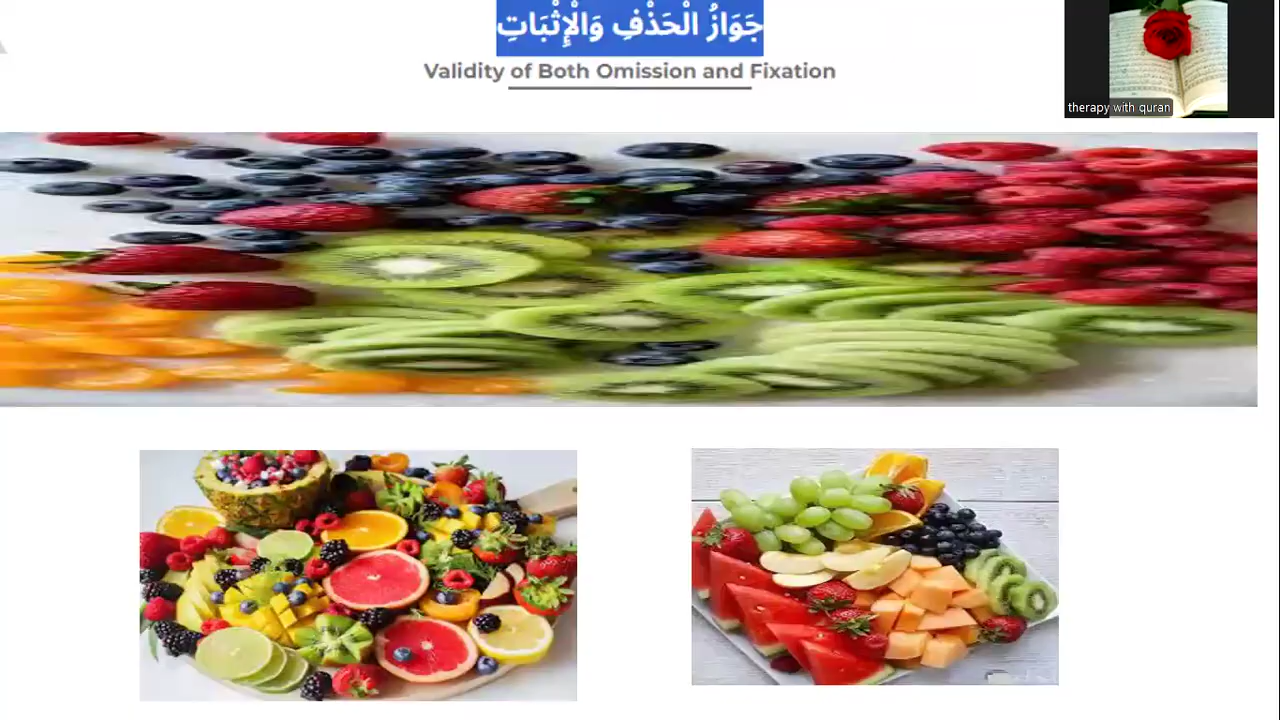 جَوَازُ الْحَذْفِ وَالْإِثْبَاتِ
Validity of Both Omission and Fixation
therapy with quran